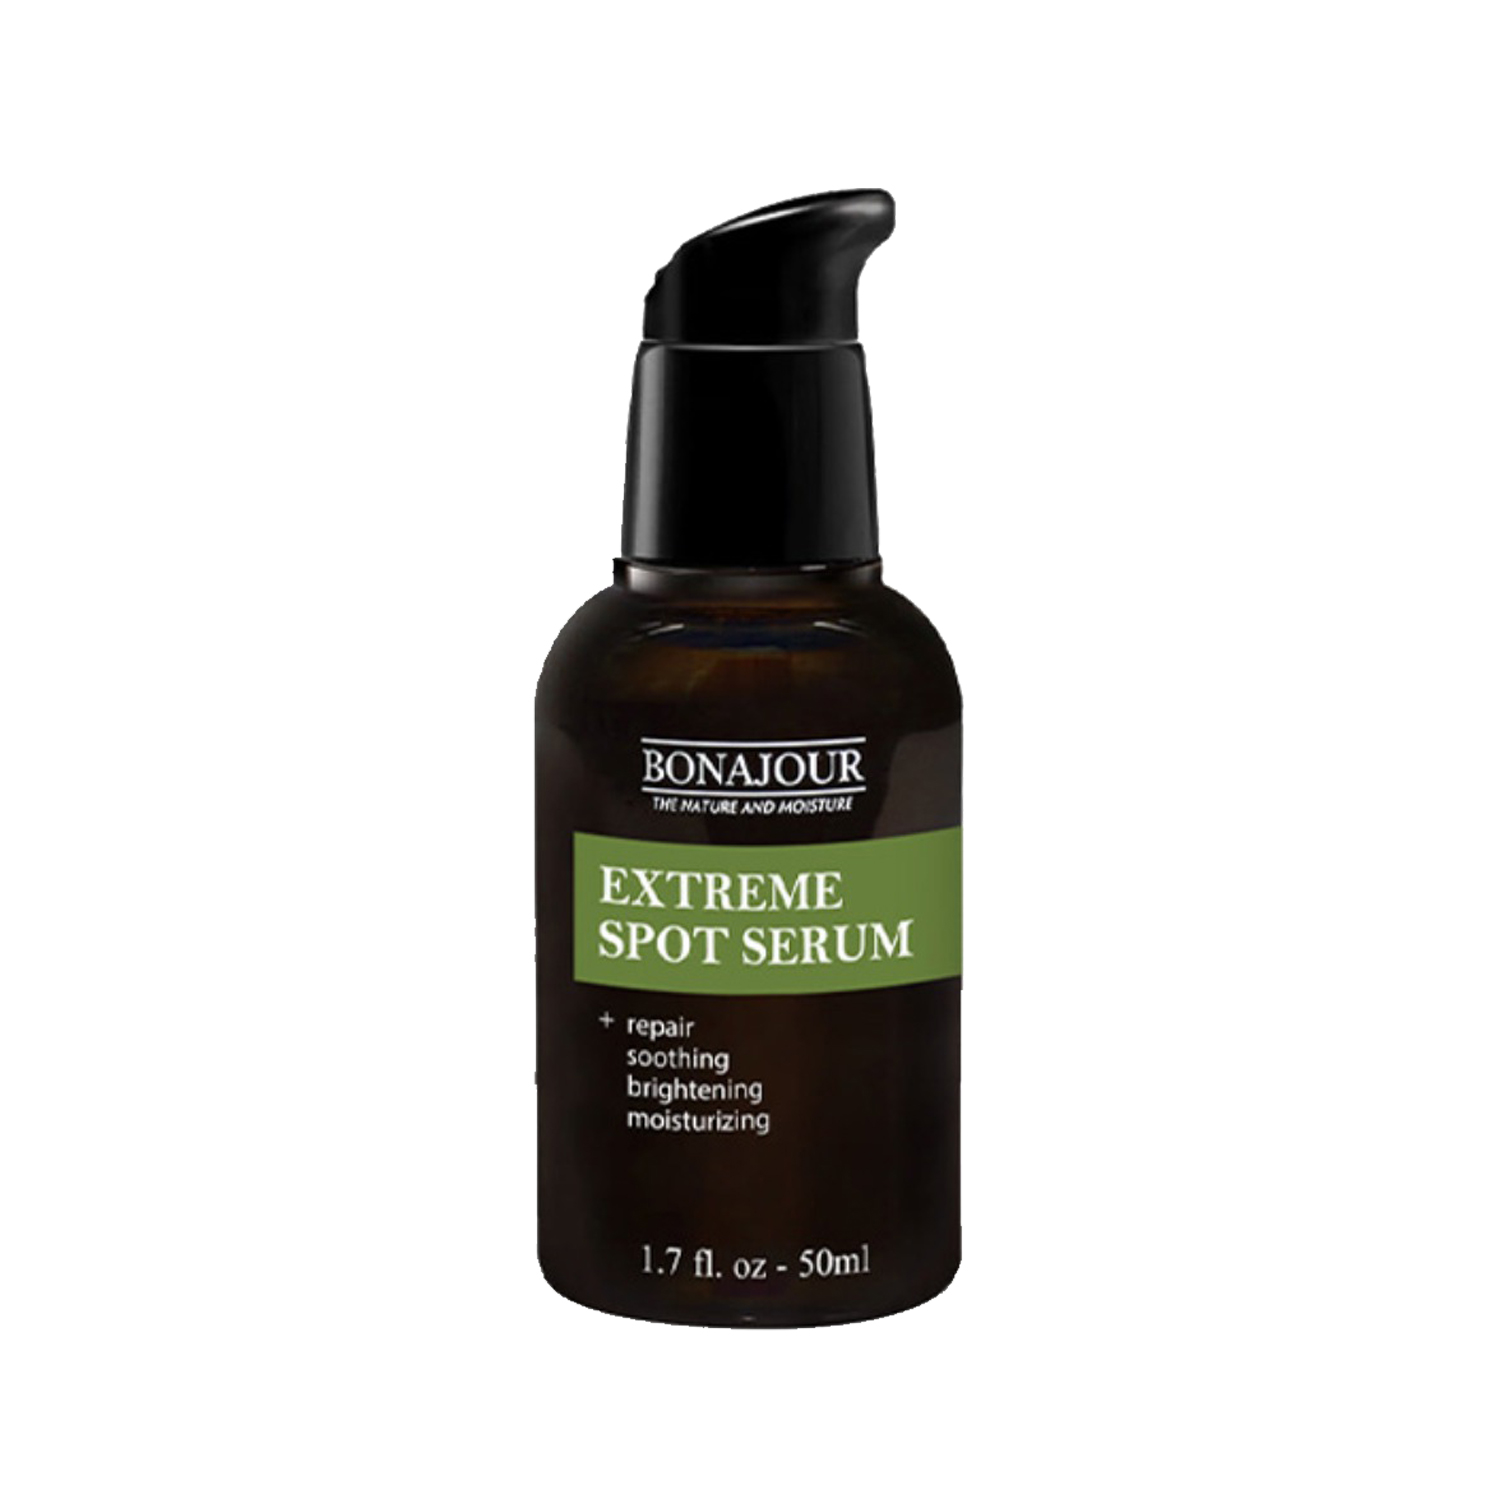 BONAJOUR
THE NATURE AND MOISTURE
EXTREME
SPOT SERUM
+ repair
soothing
brightening
moisturizing
1.7 fl. oz - 50ml